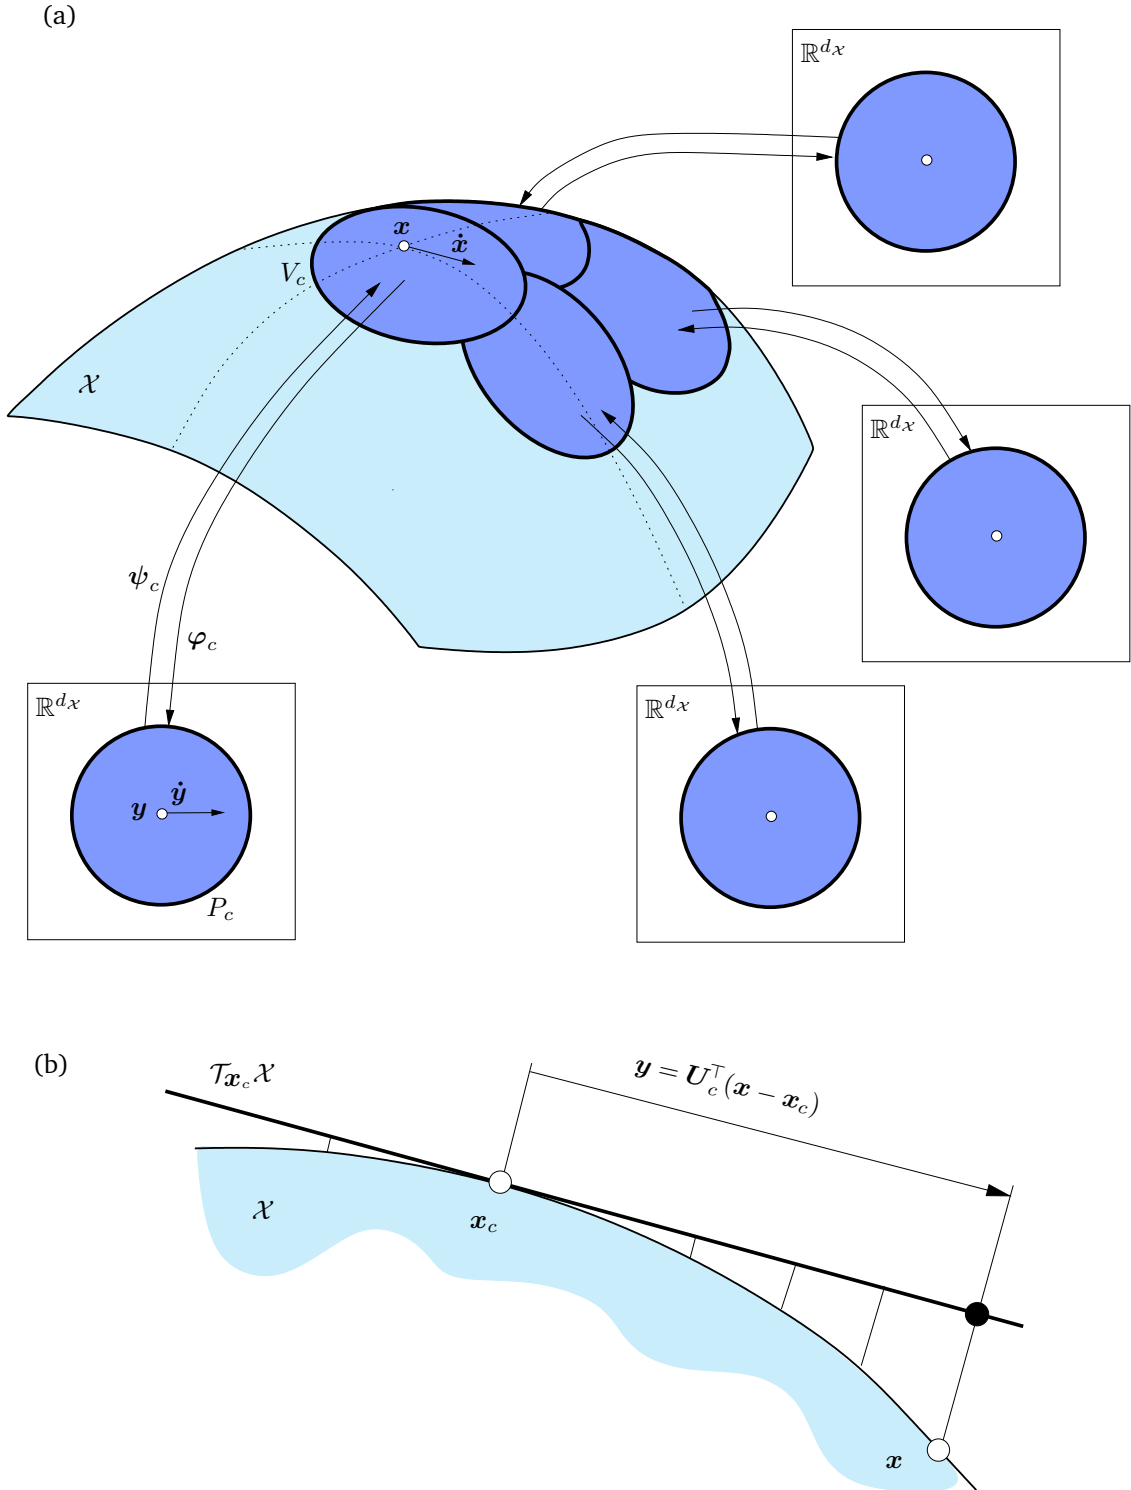 (a)
ℝ^{d_𝒳}
𝒙
𝒙̇
V_c
𝒳
ℝ^{d_𝒳}
𝝍_c
𝝋_c
ℝ^{d_𝒳}
ℝ^{d_𝒳}
𝒚 𝒚̇
P_c
(b)
𝒯_{𝒙_c}𝒳
𝒚 = 𝑼_c^⊤(𝒙 − 𝒙_c)
𝒳
𝒙_c
𝒙